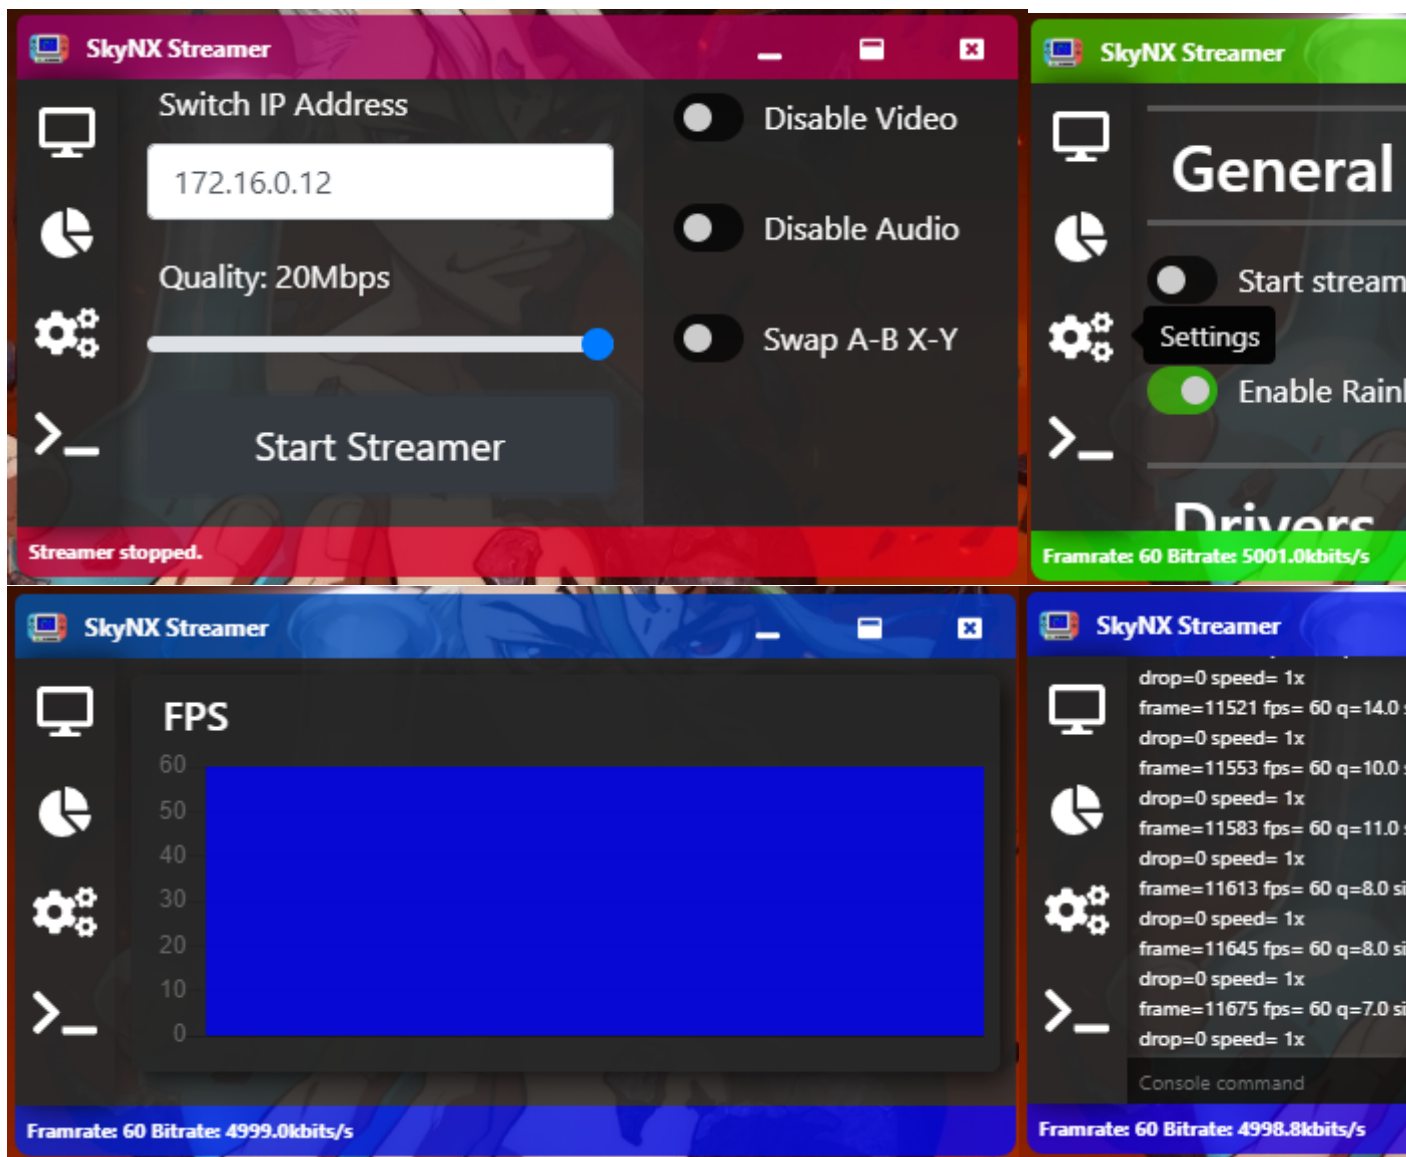 SkyNX Streamer
Switch IP Address
172.16.0.12
Quality: 20Mbps
Start Streamer
Disable Video
Disable Audio
Swap A-B X-Y
Streamer stopped.
SkyNX Streamer
General
Start stream
Settings
Enable Rain
Drivers
Framrate: 60 Bitrate: 5001.0kbits/s
SkyNX Streamer
FPS
60
50
40
30
20
10
0
Framrate: 60 Bitrate: 4999.0kbits/s
SkyNX Streamer
drop=0 speed= 1x
frame=11521 fps= 60 q=14.0 s
drop=0 speed= 1x
frame=11553 fps= 60 q=10.0 s
drop=0 speed= 1x
frame=11583 fps= 60 q=11.0 s
drop=0 speed= 1x
frame=11613 fps= 60 q=8.0 si
drop=0 speed= 1x
frame=11645 fps= 60 q=8.0 si
drop=0 speed= 1x
frame=11675 fps= 60 q=7.0 si
drop=0 speed= 1x
Console command
Framrate: 60 Bitrate: 4998.8kbits/s